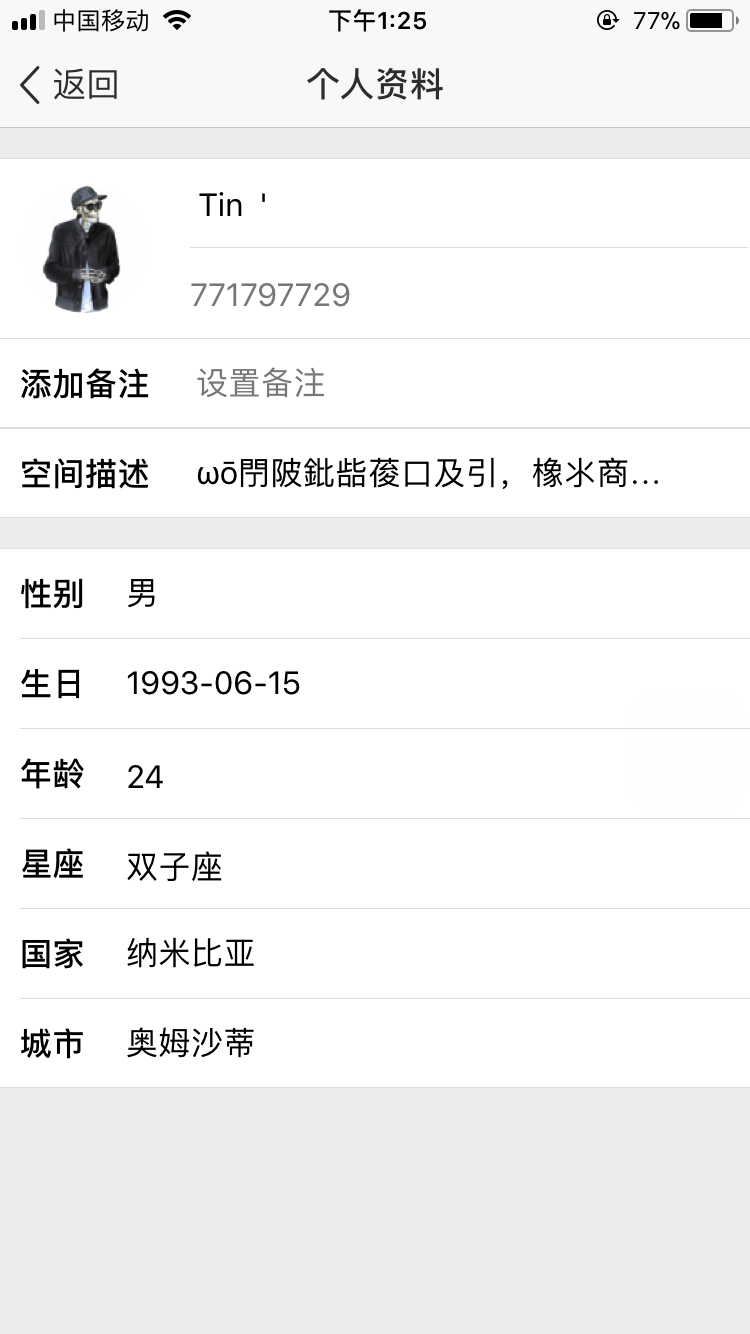 中国移动 下午1:25 77%
返回 个人资料
Tin '
771797729
添加备注 设置备注
空间描述 ωō閁陂鈚啙葰口及引，橡氺商...
性别 男
生日 1993-06-15
年龄 24
星座 双子座
国家 纳米比亚
城市 奥姆沙蒂